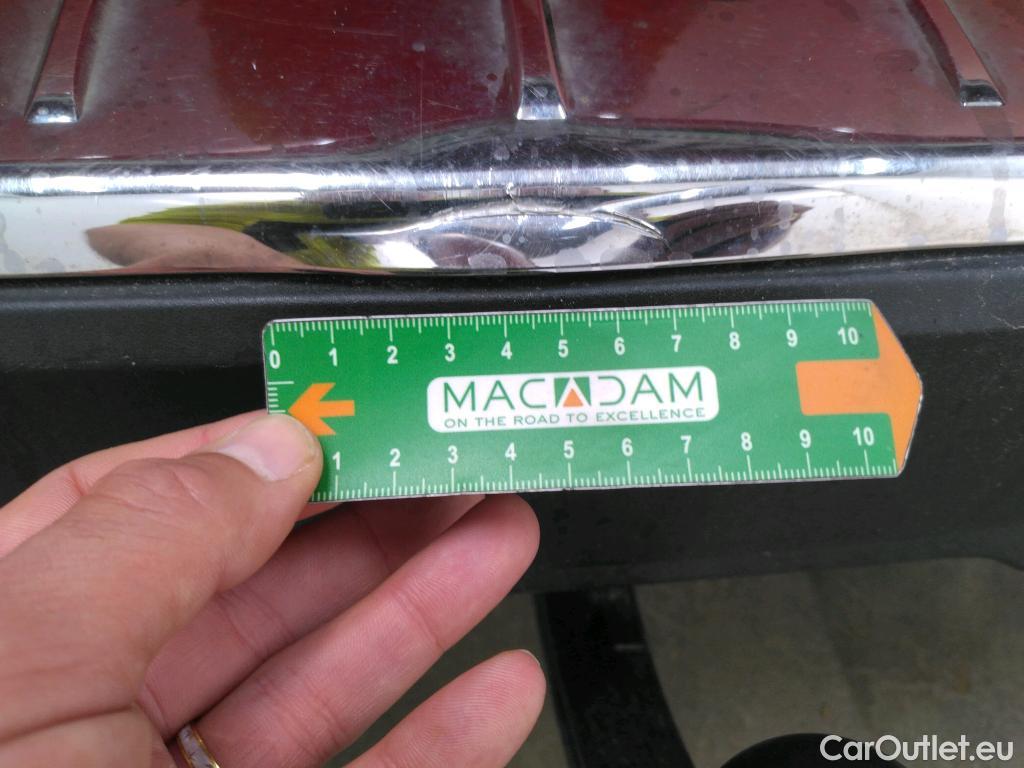 0 1 2 3 4 5 6 7 8 9 10
MACADAM
ON THE ROAD TO EXCELLENCE
1 2 3 4 5 6 7 8 9 10
CarOutlet.eu